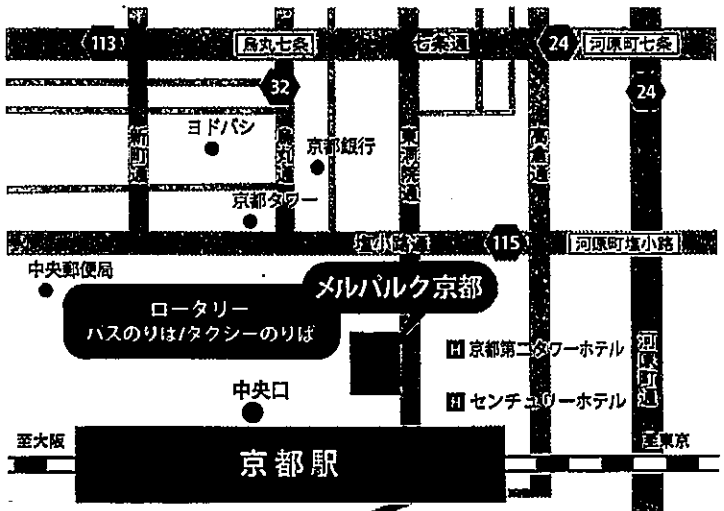 113
烏丸七条
七条通
24
河原町七条
32
24
ヨドバシ
新町通
烏丸通
京都銀行
東洞院通
高倉通
京都タワー
塩小路通
115
河原町塩小路
中央郵便局
メルパルク京都
ロータリー
バスのりば/タクシーのりば
京都第二タワーホテル
河原町通
中央口
センチュリーホテル
至大阪
京都駅
至東京